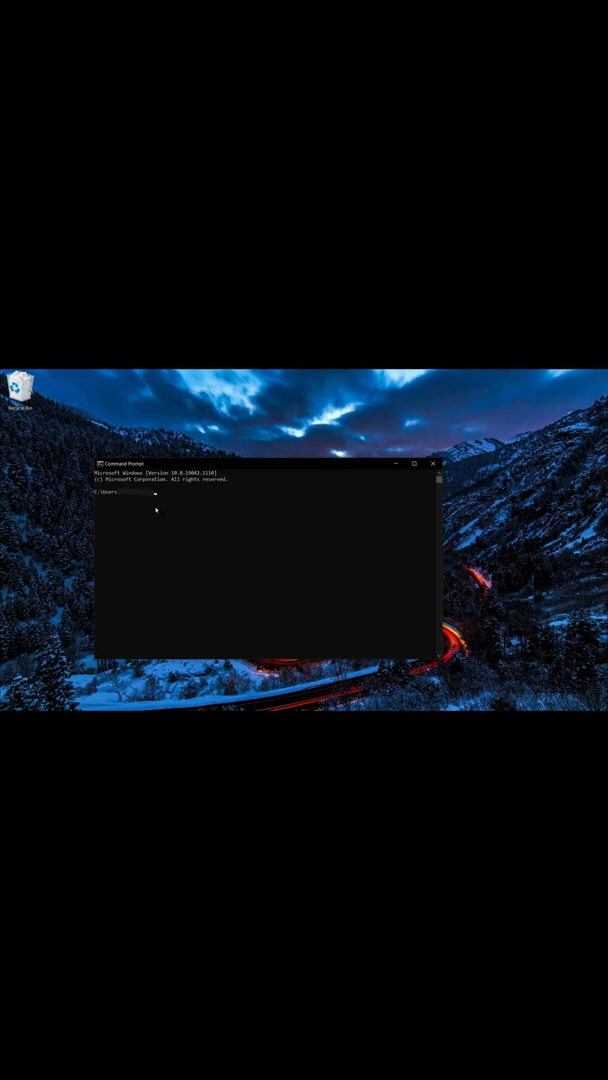 Recycle Bin
Command Prompt
Microsoft Windows [Version 10.0.19042.1110]
(c) Microsoft Corporation. All rights reserved.
C:\Users